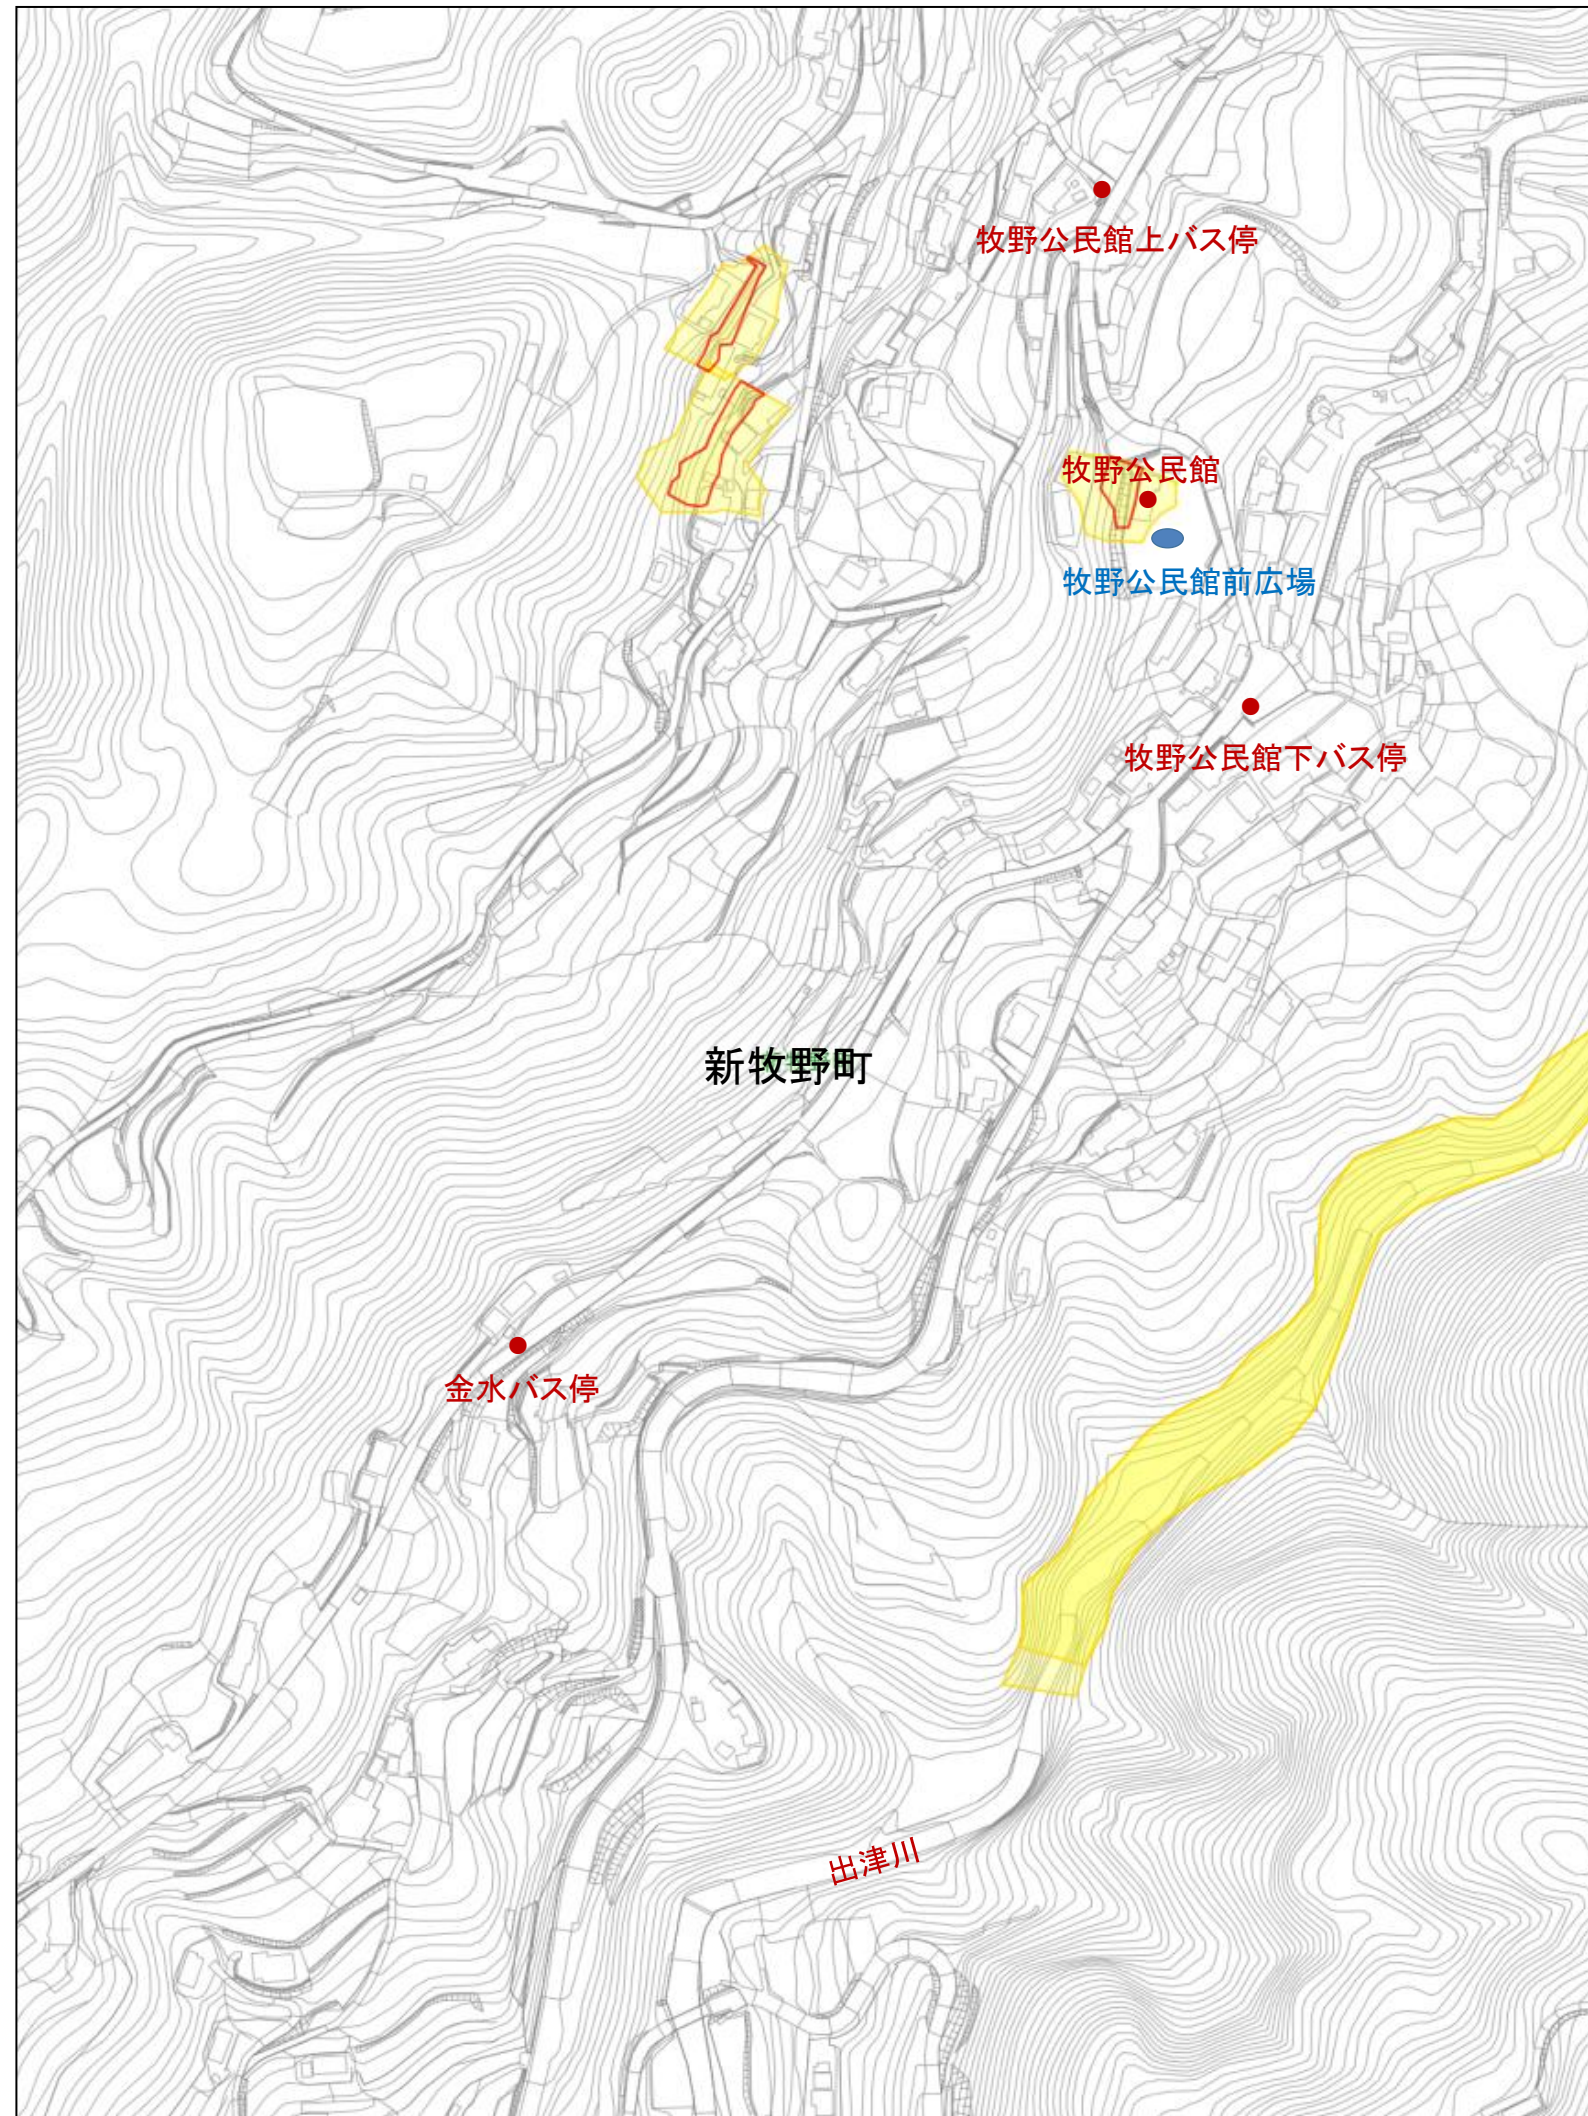 牧野公民館上バス停
牧野公民館
牧野公民館前広場
牧野公民館下バス停
新牧野町
金水バス停
出津川